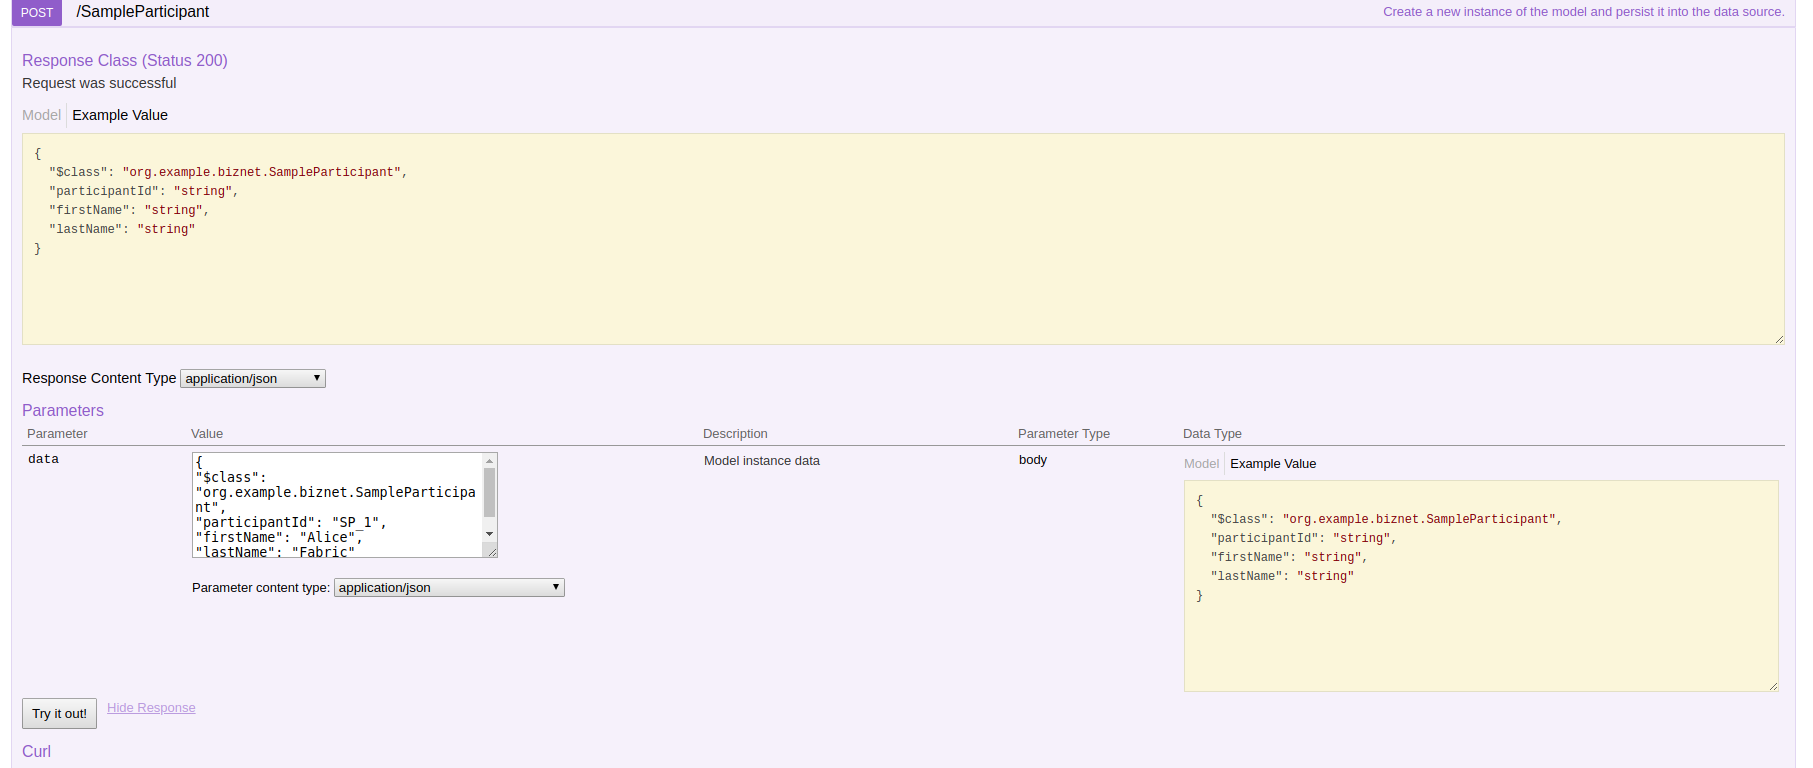 POST /SampleParticipant Create a new instance of the model and persist it into the data source.
Response Class (Status 200)
Request was successful
Model Example Value
{
  "$class": "org.example.biznet.SampleParticipant",
  "participantId": "string",
  "firstName": "string",
  "lastName": "string"
}
Response Content Type application/json
Parameters
Parameter Value Description Parameter Type Data Type
data
{
"$class":
"org.example.biznet.SampleParticipa
nt",
"participantId": "SP_1",
"firstName": "Alice",
"lastName": "Fabric"
Parameter content type: application/json
Model instance data
body
Model Example Value
{
  "$class": "org.example.biznet.SampleParticipant",
  "participantId": "string",
  "firstName": "string",
  "lastName": "string"
}
Try it out! Hide Response
Curl